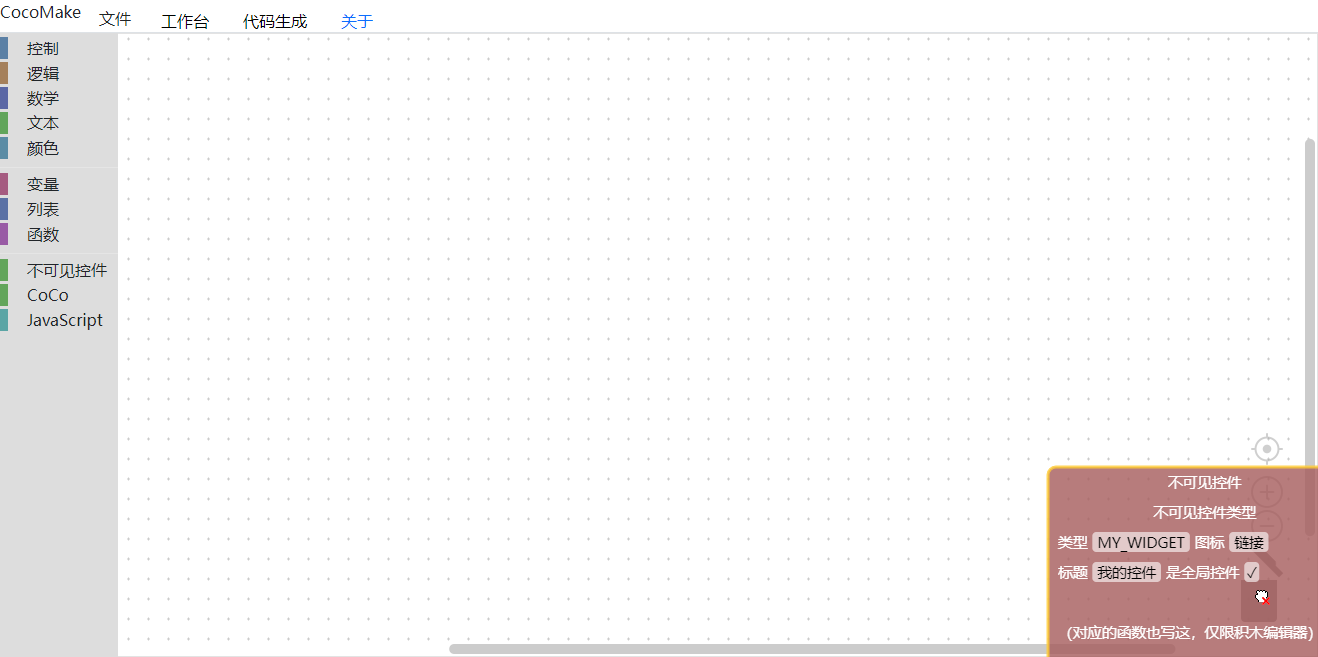 CocoMake 文件 工作台 代码生成 关于
控制
逻辑
数学
文本
颜色
变量
列表
函数
不可见控件
CoCo
JavaScript
不可见控件
不可见控件类型
类型 MY_WIDGET 图标 链接
标题 我的控件 是全局控件 ✓
(对应的函数也写这，仅限积木编辑器)